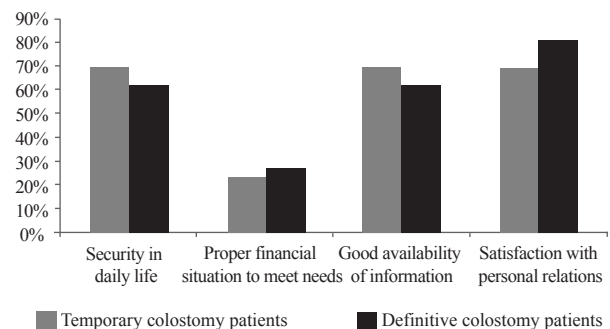 90%
80%
70%
60%
50%
40%
30%
20%
10%
0%
Security in
daily life
Proper financial
situation to meet needs
Good availability
of information
Satisfaction with
personal relations
Temporary colostomy patients
Definitive colostomy patients